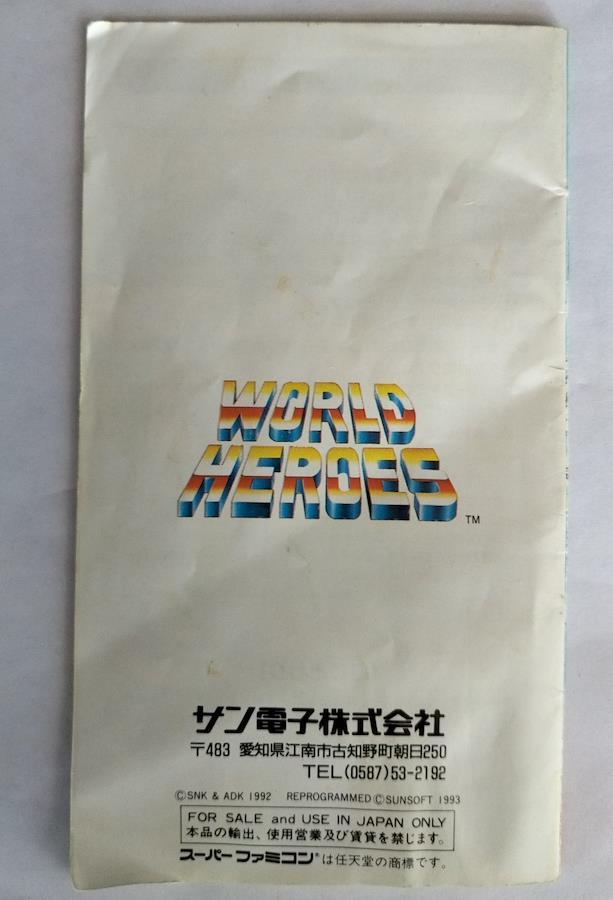 WORLD
HEROES
TM
サン電子株式会社
〒483 愛知県江南市古知野町朝日250
TEL(0587)53-2192
©SNK & ADK 1992 REPROGRAMMED ©SUNSOFT 1993
FOR SALE and USE IN JAPAN ONLY
本品の輸出、使用営業及び賃貸を禁じます。
スーパーファミコン®は任天堂の商標です。